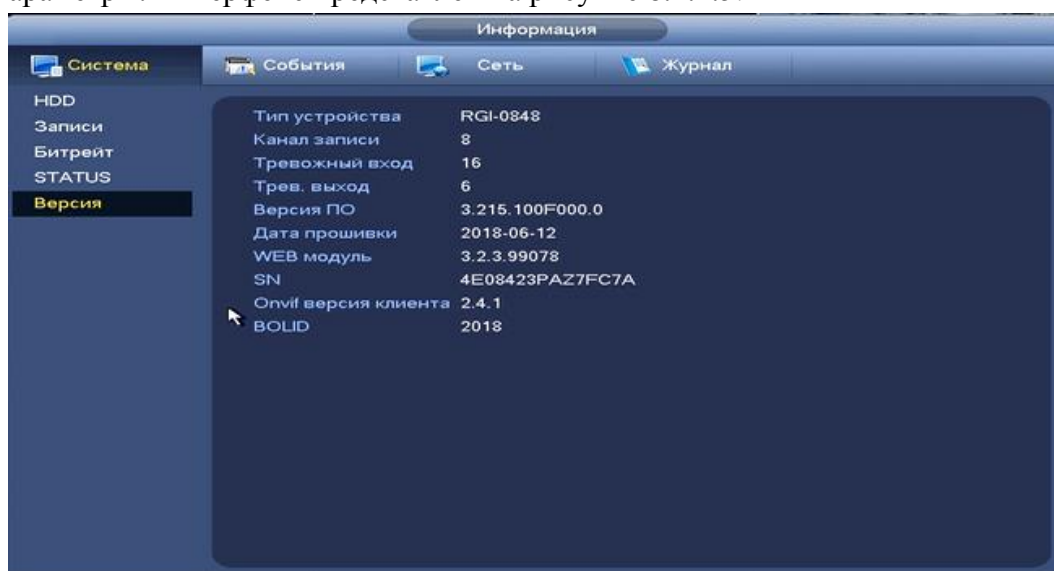 Информация
Система События Сеть Журнал
HDD
Записи
Битрейт
STATUS
Версия
Тип устройства RGI-0848
Канал записи 8
Тревожный вход 16
Трев. выход 6
Версия ПО 3.215.100F000.0
Дата прошивки 2018-06-12
WEB модуль 3.2.3.99078
SN 4E08423PAZ7FC7A
Onvif версия клиента 2.4.1
BOLID 2018